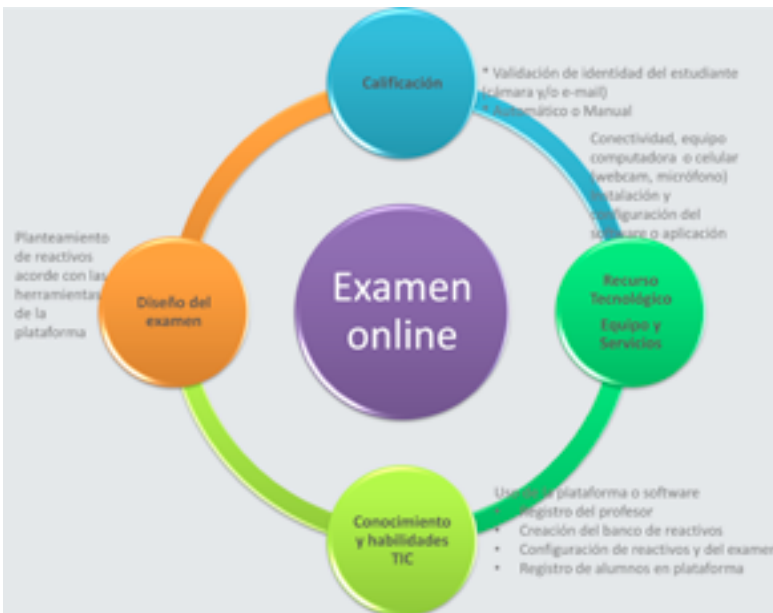 Calificación
* Validación de identidad del estudiante
(cámara y/o e-mail)
* Automático o Manual
Conectividad, equipo
computadora o celular
(webcam, micrófono)
Instalación y
configuración del
software o aplicación
Planteamiento
de reactivos
acorde con las
herramientas
de la
plataforma
Diseño del
examen
Examen
online
Recurso
Tecnológico
Equipo y
Servicios
Conocimiento
y habilidades
TIC
Uso de la plataforma o software
• Registro del profesor
• Creación del banco de reactivos
• Configuración de reactivos y del examen
• Registro de alumnos en plataforma